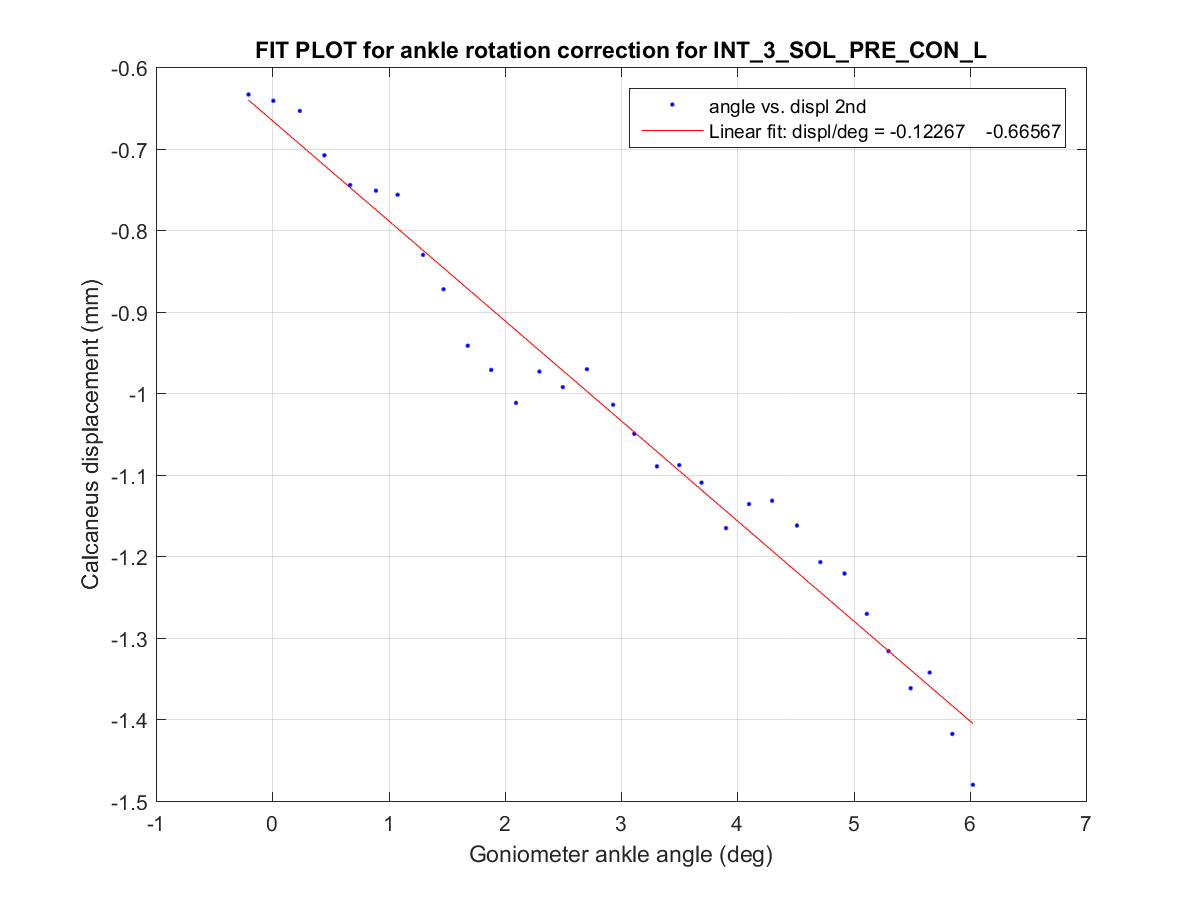 FIT PLOT for ankle rotation correction for INT_3_SOL_PRE_CON_L
angle vs. displ 2nd
Linear fit: displ/deg = -0.12267 -0.66567
-0.6
-0.7
-0.8
-0.9
-1
-1.1
-1.2
-1.3
-1.4
-1.5
Calcaneus displacement (mm)
-1 0 1 2 3 4 5 6 7
Goniometer ankle angle (deg)